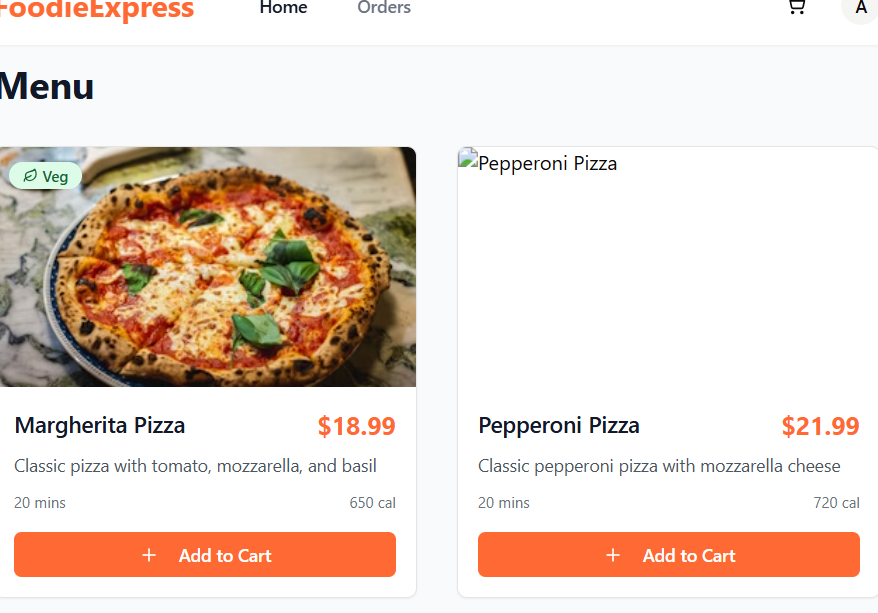 FoodieExpress
Home
Orders
A
Menu
Veg
Pepperoni Pizza
Margherita Pizza
$18.99
Classic pizza with tomato, mozzarella, and basil
20 mins
650 cal
Add to Cart
Pepperoni Pizza
$21.99
Classic pepperoni pizza with mozzarella cheese
20 mins
720 cal
Add to Cart